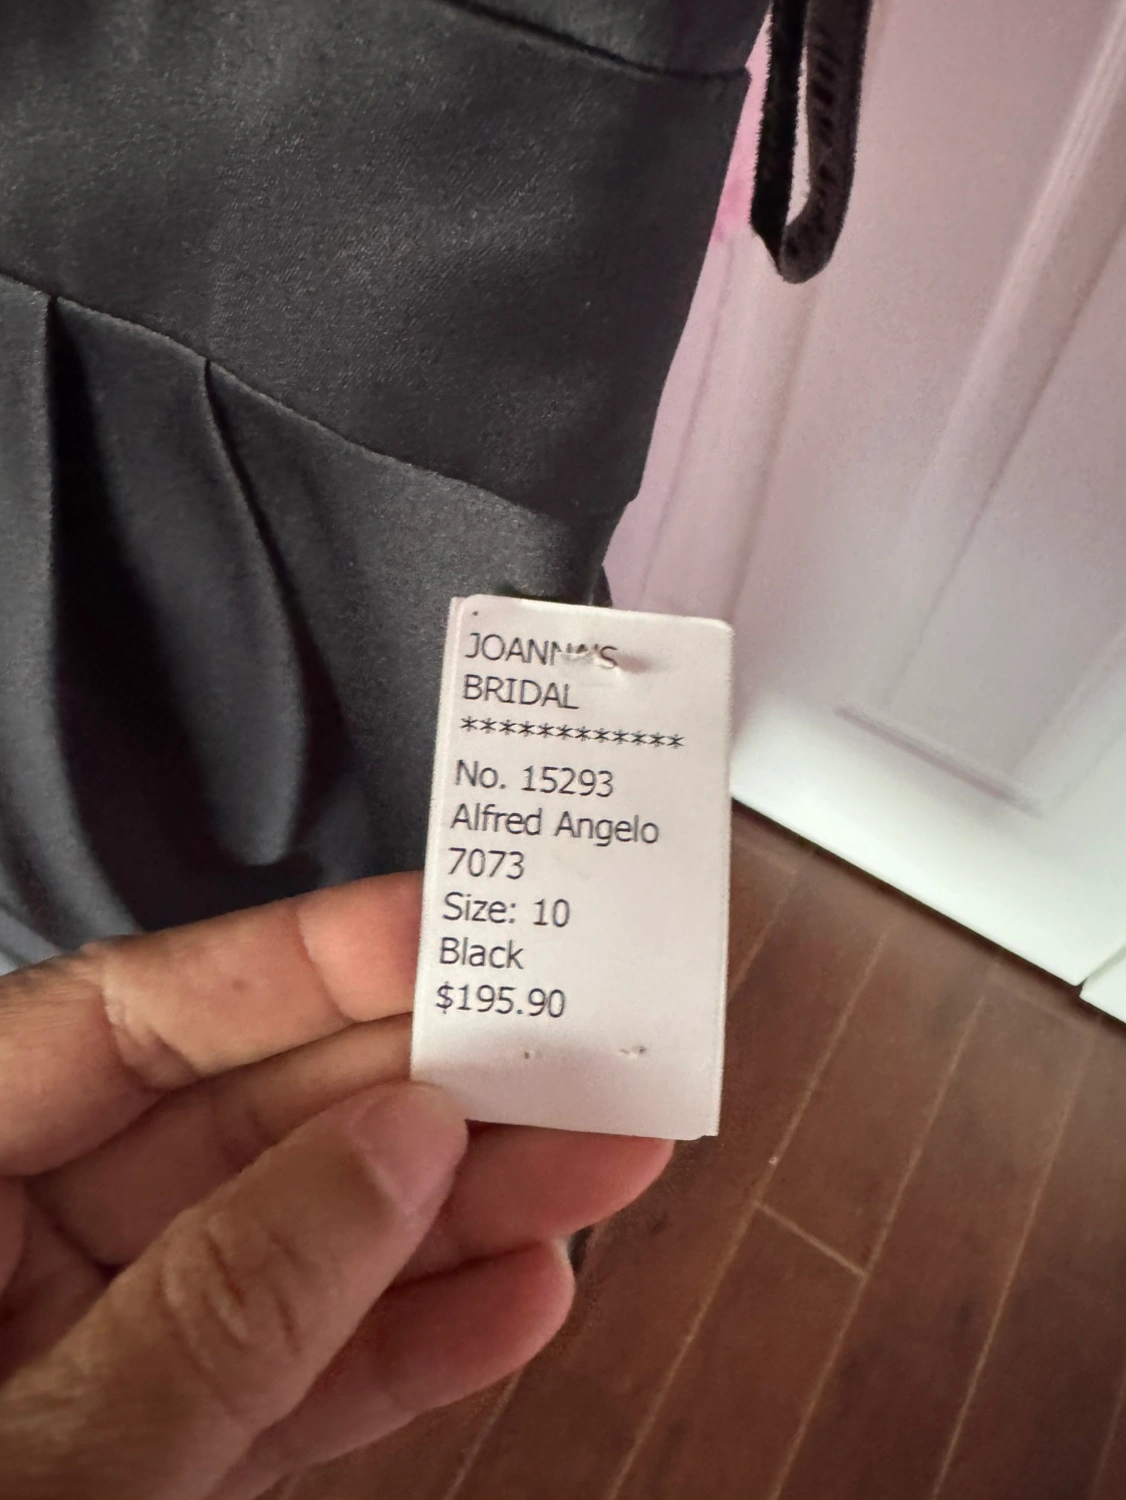 JOANNA'S
BRIDAL
************
No. 15293
Alfred Angelo
7073
Size: 10
Black
$195.90